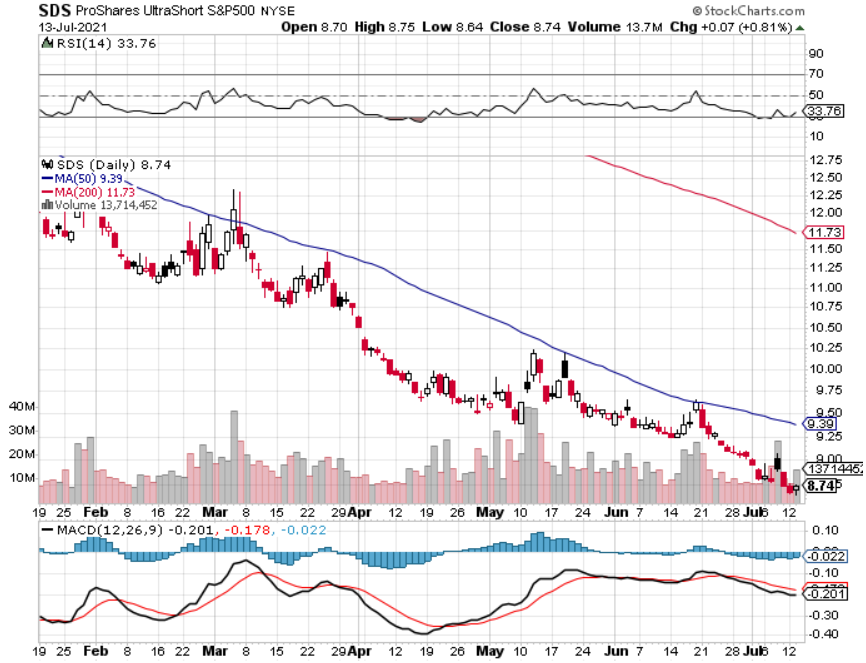 SDS ProShares UltraShort S&P500 NYSE © StockCharts.com
13-Jul-2021 Open 8.70 High 8.75 Low 8.64 Close 8.74 Volume 13.7M Chg +0.07 (+0.81%)
RSI(14) 33.76
90
70
50
33.76
30
10
SDS (Daily) 8.74
MA(50) 9.39
MA(200) 11.73
Volume 13,714,452
12.75
12.50
12.25
12.00
11.73
11.50
11.25
11.00
10.75
10.50
10.25
10.00
9.75
9.50
9.39
9.25
9.00
13714452
8.74
40M
30M
20M
10M
19 25 Feb 8 16 22 Mar 8 15 22 29 Apr 12 19 26 May 10 17 24 Jun 7 14 21 28 Jul 6 12
MACD(12,26,9) -0.201, -0.178, -0.022
0.10
-0.022
-0.10
-0.201
-0.30
-0.40
19 25 Feb 8 16 22 Mar 8 15 22 29 Apr 12 19 26 May 10 17 24 Jun 7 14 21 28 Jul 6 12